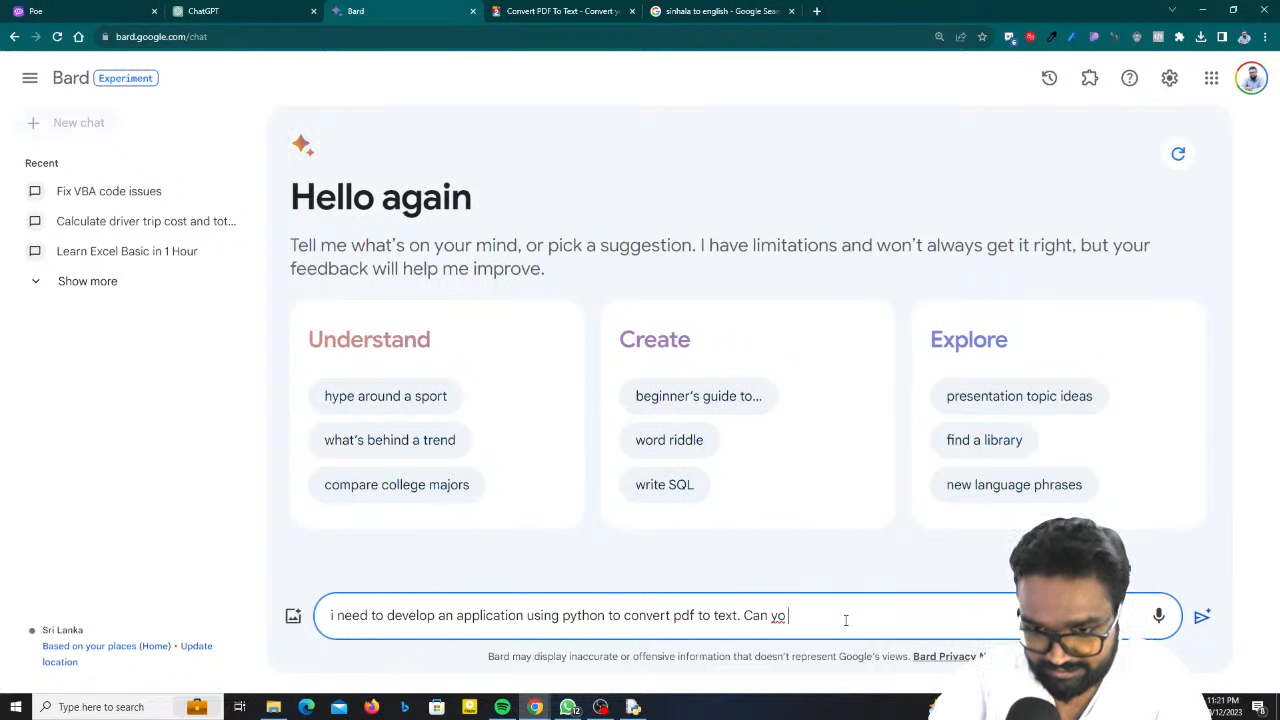 Poe
ChatGPT
Bard
Convert PDF To Text - Convert y
sinhala to english - Google Sear
bard.google.com/chat
Bard Experiment
New chat
Recent
Fix VBA code issues
Calculate driver trip cost and tot...
Learn Excel Basic in 1 Hour
Show more
Hello again
Tell me what's on your mind, or pick a suggestion. I have limitations and won't always get it right, but your
feedback will help me improve.
Understand
hype around a sport
what's behind a trend
compare college majors
Create
beginner's guide to...
word riddle
write SQL
Explore
presentation topic ideas
find a library
new language phrases
i need to develop an application using python to convert pdf to text. Can yo
Bard may display inaccurate or offensive information that doesn't represent Google's views. Bard Privacy N
Sri Lanka
Based on your places (Home) • Update
location
Type here to search
11:21 PM
/12/2023